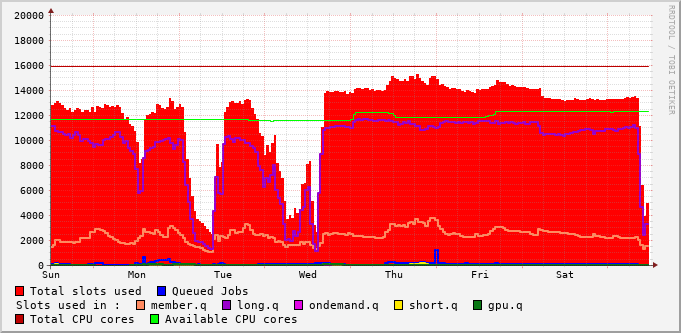 RRDTOOL / TOBI OETIKER
20000
18000
16000
14000
12000
10000
8000
6000
4000
2000
0
Sun Mon Tue Wed Thu Fri Sat
Total slots used Queued Jobs
Slots used in : member.q long.q ondemand.q short.q gpu.q
Total CPU cores Available CPU cores